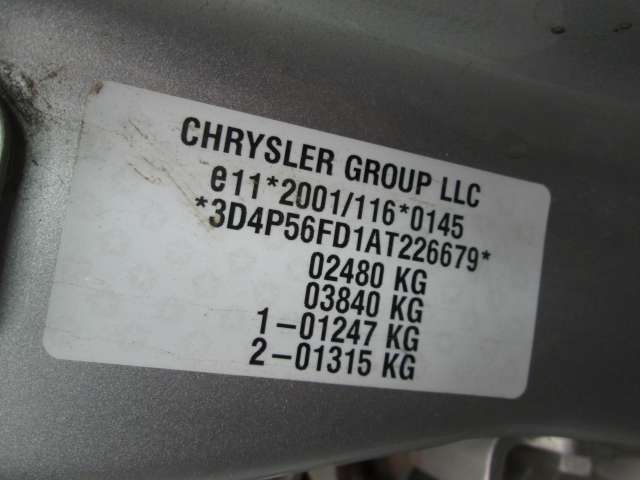 CHRYSLER GROUP LLC
e11*2001/116*0145
*3D4P56FD1AT226679*
02480 KG
03840 KG
1-01247 KG
2-01315 KG